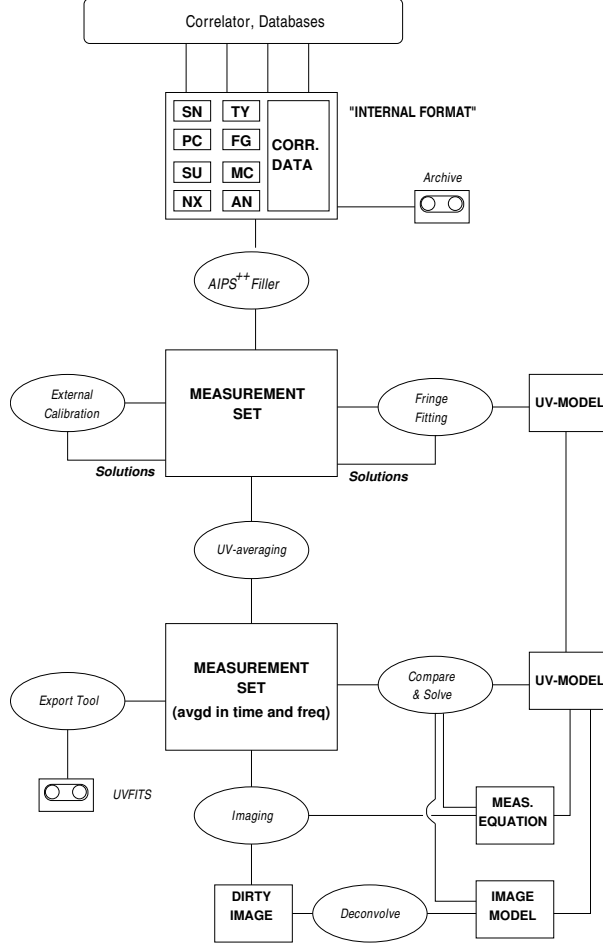 Correlator, Databases
SN TY
"INTERNAL FORMAT"
PC FG
CORR.
DATA
SU MC
NX AN
Archive
AIPS++ Filler
External
Calibration
MEASUREMENT
SET
Fringe
Fitting
UV-MODEL
Solutions
Solutions
UV-averaging
MEASUREMENT
SET
(avgd in time and freq)
Compare
& Solve
UV-MODEL
Export Tool
UVFITS
Imaging
MEAS.
EQUATION
DIRTY
IMAGE
Deconvolve
IMAGE
MODEL